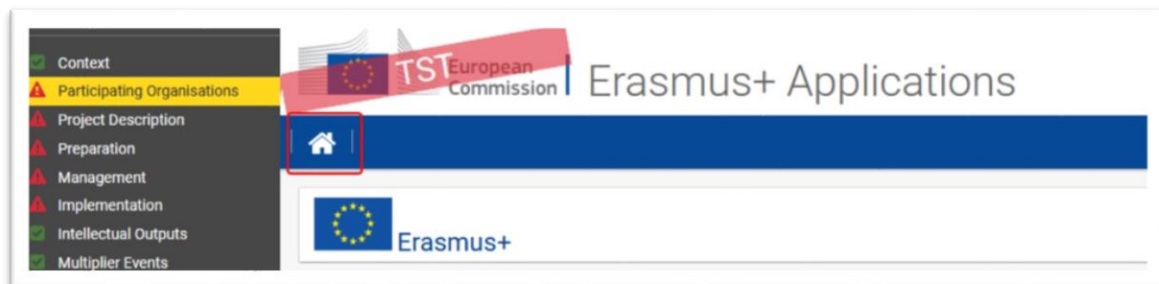 Context
Participating Organisations
Project Description
Preparation
Management
Implementation
Intellectual Outputs
Multiplier Events
TST
European
Commission
Erasmus+ Applications
Erasmus+